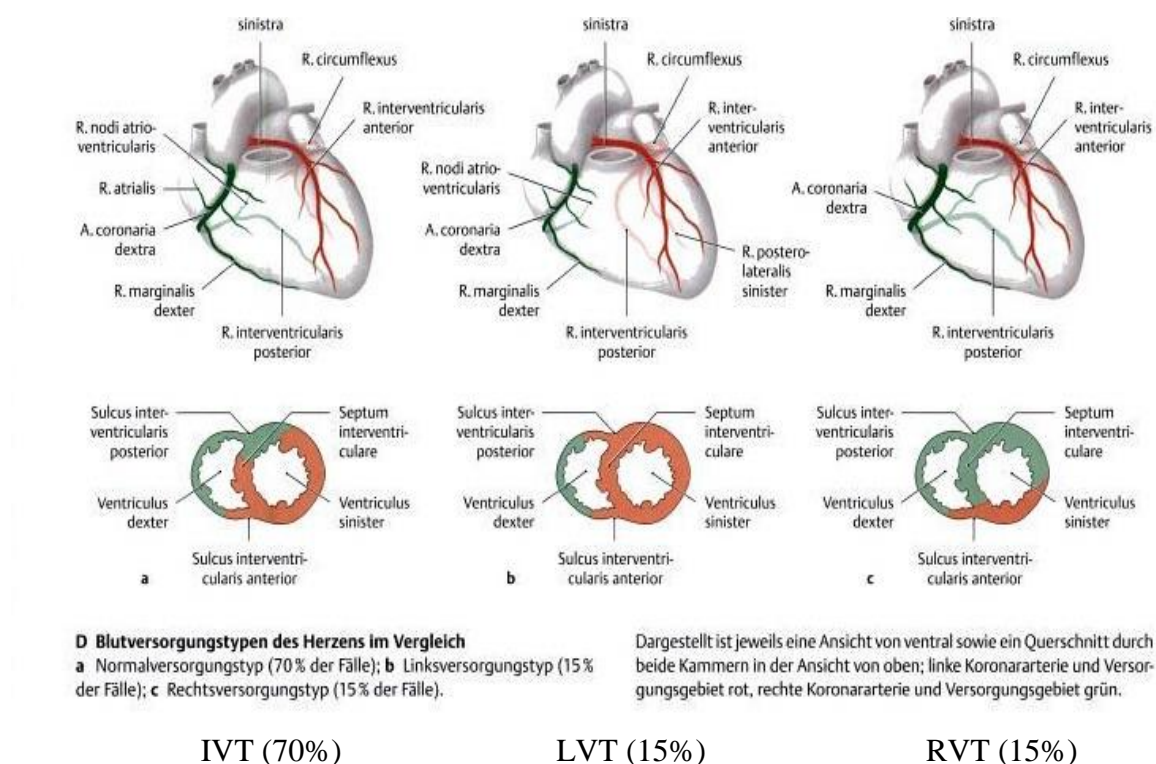 sinistra
R. circumflexus
R. interventricularis
anterior
R. nodi atrio-
ventricularis
R. atrialis
A. coronaria
dextra
R. marginalis
dexter
R. interventricularis
posterior
sinistra
R. circumflexus
R. inter-
ventricularis
anterior
R. nodi atrio-
ventricularis
A. coronaria
dextra
R. postero-
lateralis
sinister
R. marginalis
dexter
R. interventricularis
posterior
sinistra
R. circumflexus
R. inter-
ventricularis
anterior
A. coronaria
dextra
R. marginalis
dexter
R. interventricularis
posterior
Sulcus inter-
ventricularis
posterior
Septum
interventri-
culare
Ventriculus
dexter
Ventriculus
sinister
Sulcus interventri-
cularis anterior
a
Sulcus inter-
ventricularis
posterior
Septum
interventri-
culare
Ventriculus
dexter
Ventriculus
sinister
Sulcus interventri-
cularis anterior
b
Sulcus inter-
ventricularis
posterior
Septum
interventri-
culare
Ventriculus
dexter
Ventriculus
sinister
Sulcus interventri-
cularis anterior
c
D Blutversorgungstypen des Herzens im Vergleich
a Normalversorgungstyp (70 % der Fälle); b Linksversorgungstyp (15 %
der Fälle); c Rechtsversorgungstyp (15 % der Fälle).
Dargestellt ist jeweils eine Ansicht von ventral sowie ein Querschnitt durch
beide Kammern in der Ansicht von oben; linke Koronararterie und Versor-
gungsgebiet rot, rechte Koronararterie und Versorgungsgebiet grün.
IVT (70%)
LVT (15%)
RVT (15%)